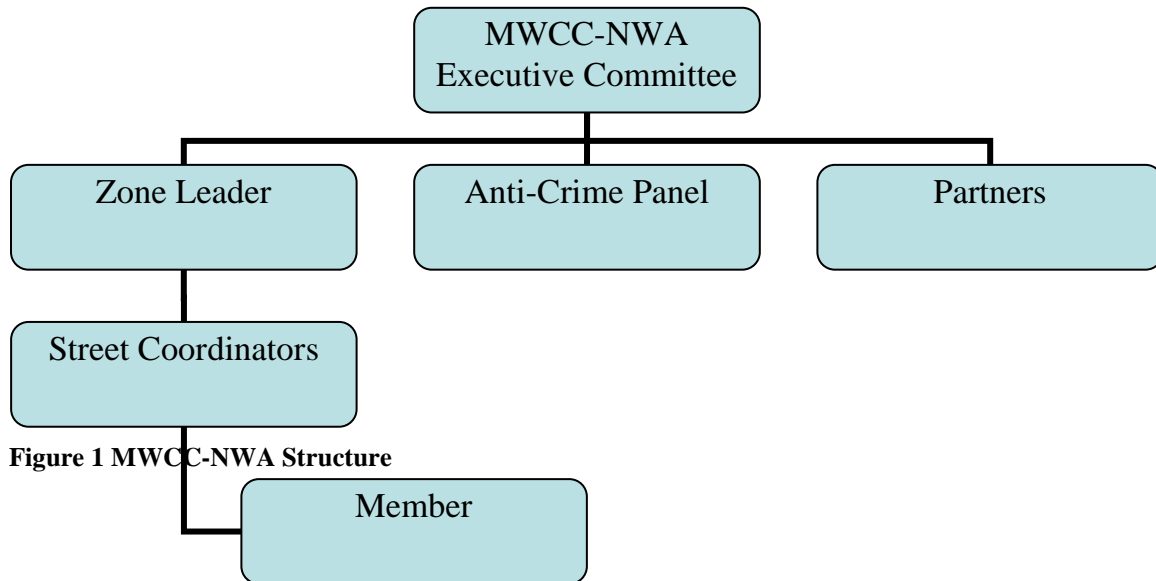 MWCC-NWA
Executive Committee
Zone Leader
Anti-Crime Panel
Partners
Street Coordinators
Figure 1 MWCC-NWA Structure
Member